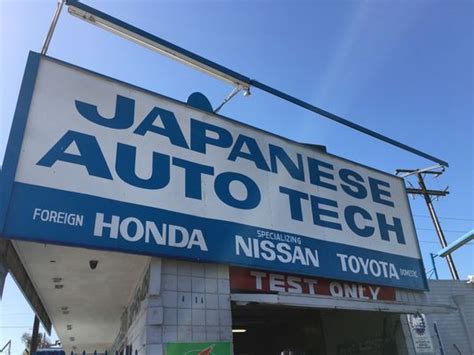 JAPANESE
AUTO TECH
FOREIGN HONDA SPECIALIZING NISSAN TOYOTA DOMESTIC
TEST ONLY